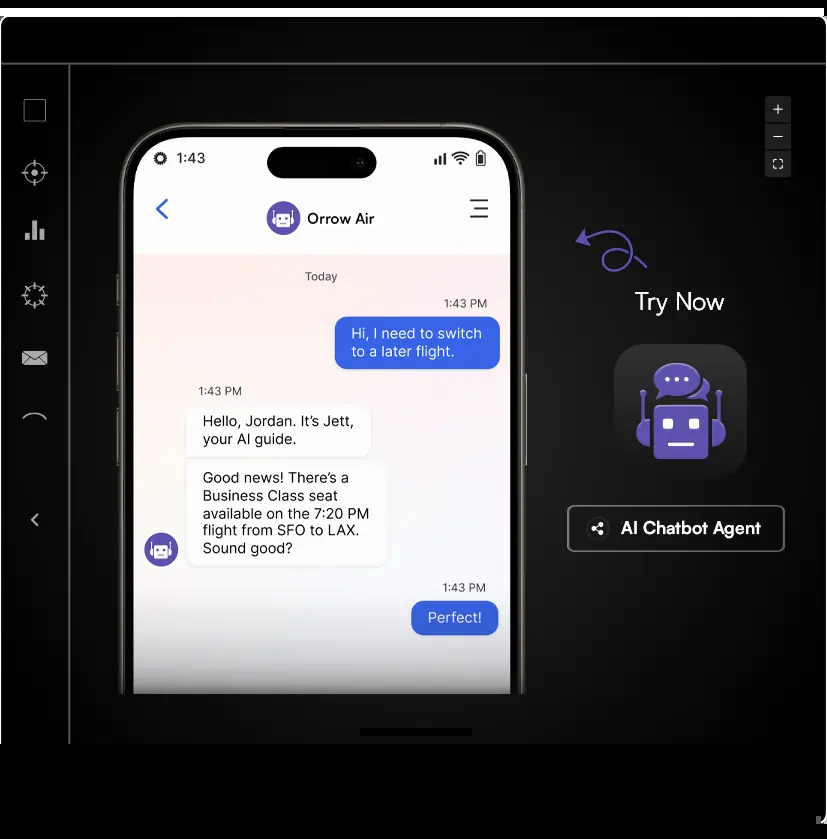 1:43
Orrow Air
Today
1:43 PM
Hi, I need to switch
to a later flight.
1:43 PM
Hello, Jordan. It’s Jett,
your AI guide.
Good news! There’s a
Business Class seat
available on the 7:20 PM
flight from SFO to LAX.
Sound good?
1:43 PM
Perfect!
Try Now
AI Chatbot Agent